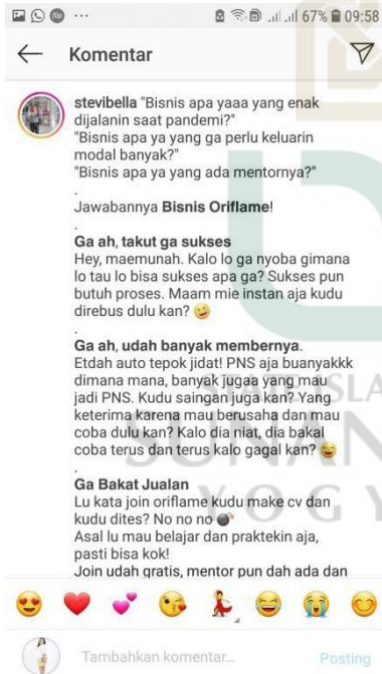 67% 09:58
Komentar
stevibella "Bisnis apa yaaa yang enak
dijalanin saat pandemi?"
"Bisnis apa ya yang ga perlu keluarin
modal banyak?"
"Bisnis apa ya yang ada mentornya?"
.
Jawabannya Bisnis Oriflame!
.
Ga ah, takut ga sukses
Hey, maemunah. Kalo lo ga nyoba gimana
lo tau lo bisa sukses apa ga? Sukses pun
butuh proses. Maam mie instan aja kudu
direbus dulu kan? 🤣
.
Ga ah, udah banyak membernya.
Etdah auto tepok jidat! PNS aja buanyakkk
dimana mana, banyak jugaa yang mau
jadi PNS. Kudu saingan juga kan? Yang
keterima karena mau berusaha dan mau
coba dulu kan? Kalo dia niat, dia bakal
coba terus dan terus kalo gagal kan? 😂
.
Ga Bakat Jualan
Lu kata join oriflame kudu make cv dan
kudu dites? No no no 💣
Asal lu mau belajar dan praktekin aja,
pasti bisa kok!
Join udah gratis, mentor pun dah ada dan
Tambahkan komentar... Posting